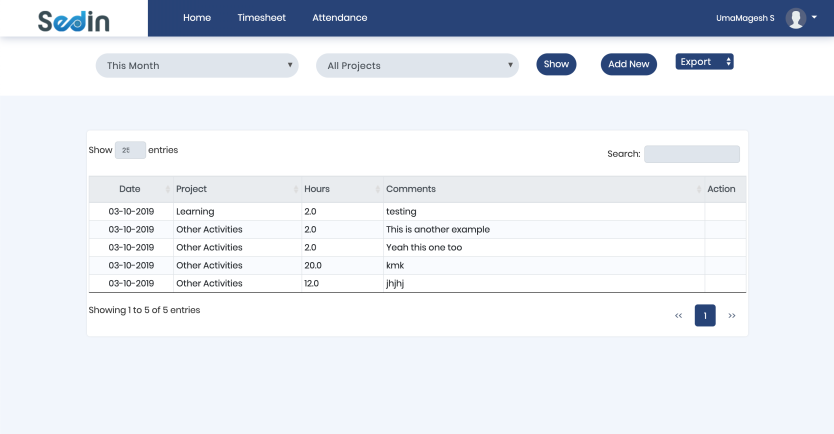 Sedin Home Timesheet Attendance UmaMagesh S
This Month All Projects Show Add New Export
Show 25 entries Search:
Date Project Hours Comments Action
03-10-2019 Learning 2.0 testing
03-10-2019 Other Activities 2.0 This is another example
03-10-2019 Other Activities 2.0 Yeah this one too
03-10-2019 Other Activities 20.0 kmk
03-10-2019 Other Activities 12.0 jhjhj
Showing 1 to 5 of 5 entries
<< 1 >>